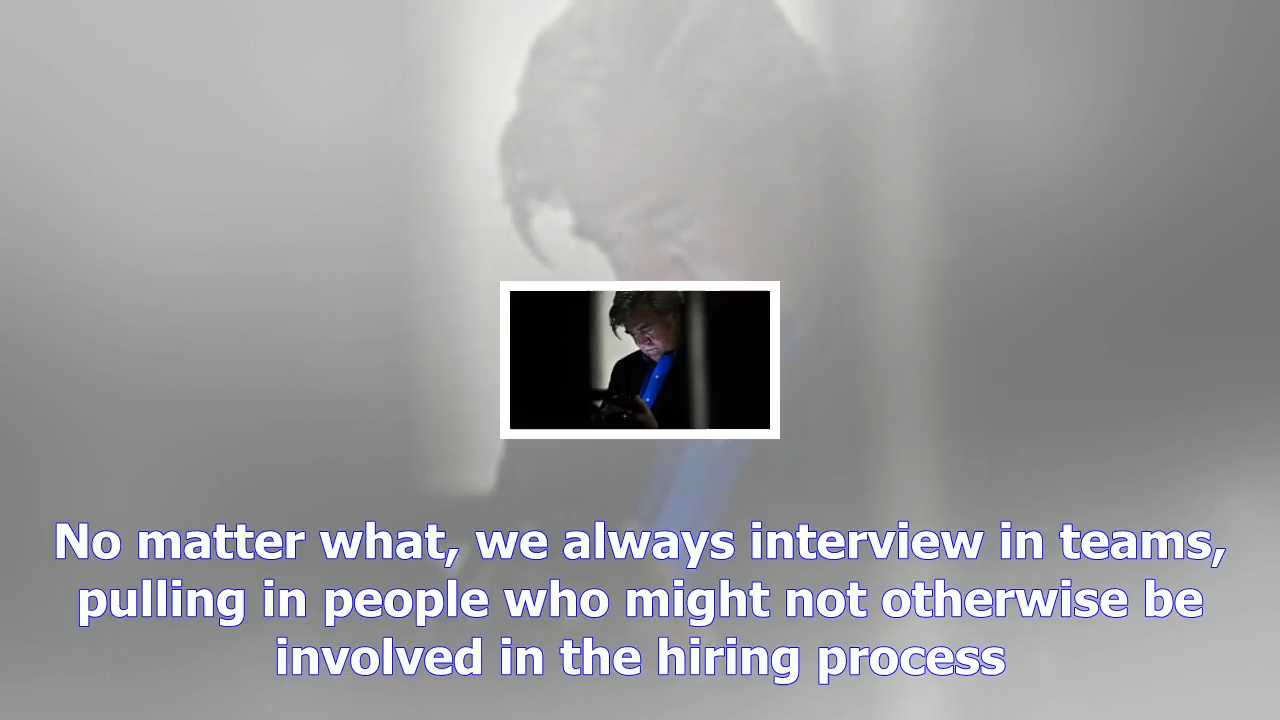 No matter what, we always interview in teams,
pulling in people who might not otherwise be
involved in the hiring process